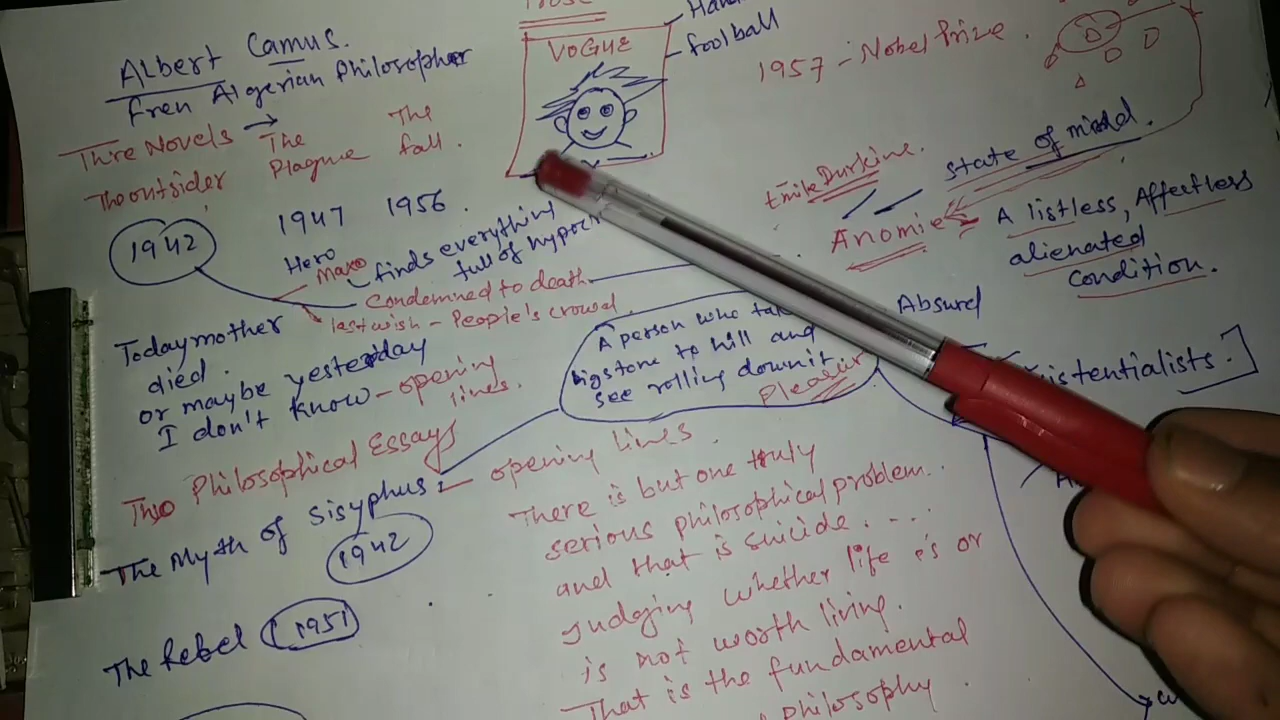 Albert Camus.
fren Algerian Philosopher
Three Novels → The Plague The fall.
The outsider
1942
1947 1956.
VOGUE
foolball
1957 - Nobel Prize.
Emile Durkine.
state of mind.
Anomie
A listless, Affectless
alienated
condition.
Hero
finds everything
full of
Condemned to death
last wish - People's crowd.
Today mother
died.
or maybe yesterday
I don't know - opening
lines.
A person who
bigstone to hill and
see rolling down it.
Pleasur
Absurd
Two Philosophical Essays
The Myth of Sisyphus:
1942
The Rebel (1951)
opening lines.
There is but one truly
serious philosophical problem..
and that is suicide. ...
Judging whether life is or
is not worth living.
That is the fundamental
philosophy.